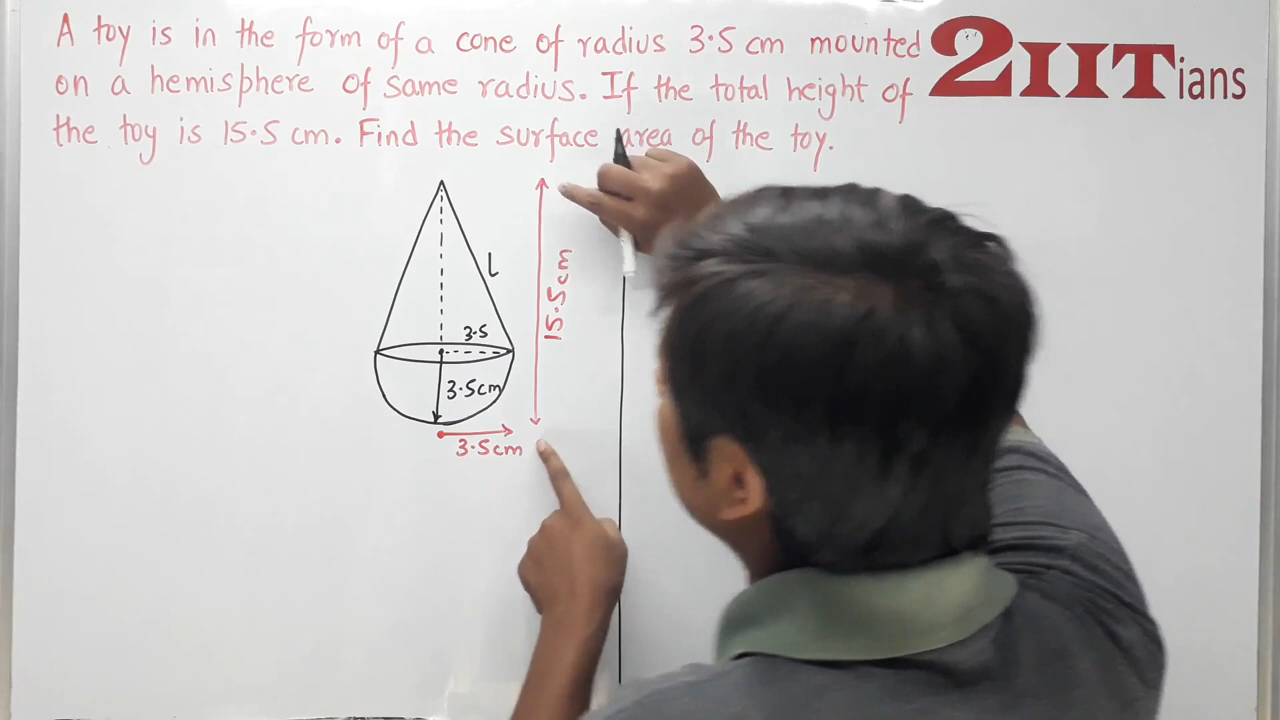 A toy is in the form of a cone of radius 3.5 cm mounted
on a hemisphere of same radius. If the total height of
the toy is 15.5 cm. Find the surface area of the toy.
2IITians
l
15.5cm
3.5
3.5cm
3.5cm